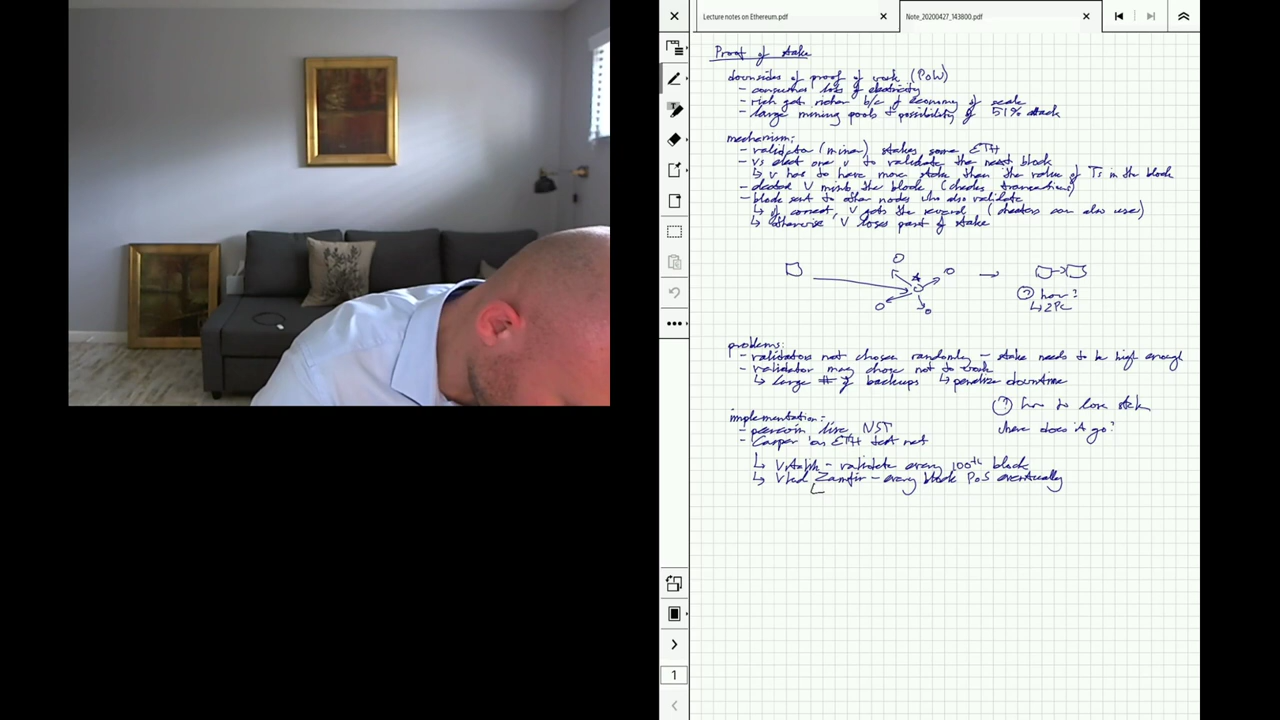 Lecture notes on Ethereum.pdf
Note_20200427_143800.pdf
Proof of stake
downsides of proof of work (PoW)
- consumes lots of electricity
- rich gets richer b/c of economy of scale
- large mining pools → possibility of 51% attack
mechanism:
- validator (miner) stakes some ETH
- Vs elect one v to validate the next block
↳ v has to have more stake than the value of Ts in the block
- elected V mints the block (checks transactions)
- block sent to other nodes who also validate
↳ if correct, V gets the reward (cheaters can also use)
↳ otherwise V loses part of stake
? how?
↳ 2PC
problems:
- validators not chosen randomly - stake needs to be high enough
- validator may chose not to work
↳ large # of backups ↳ penalize downtime
? how to lose stake
where does it go?
implementation:
- peercoin live, NST
- Casper on ETH test net
↳ Vitalik - validate every 100th block
↳ Vlad Zamfir - every block PoS eventually
1